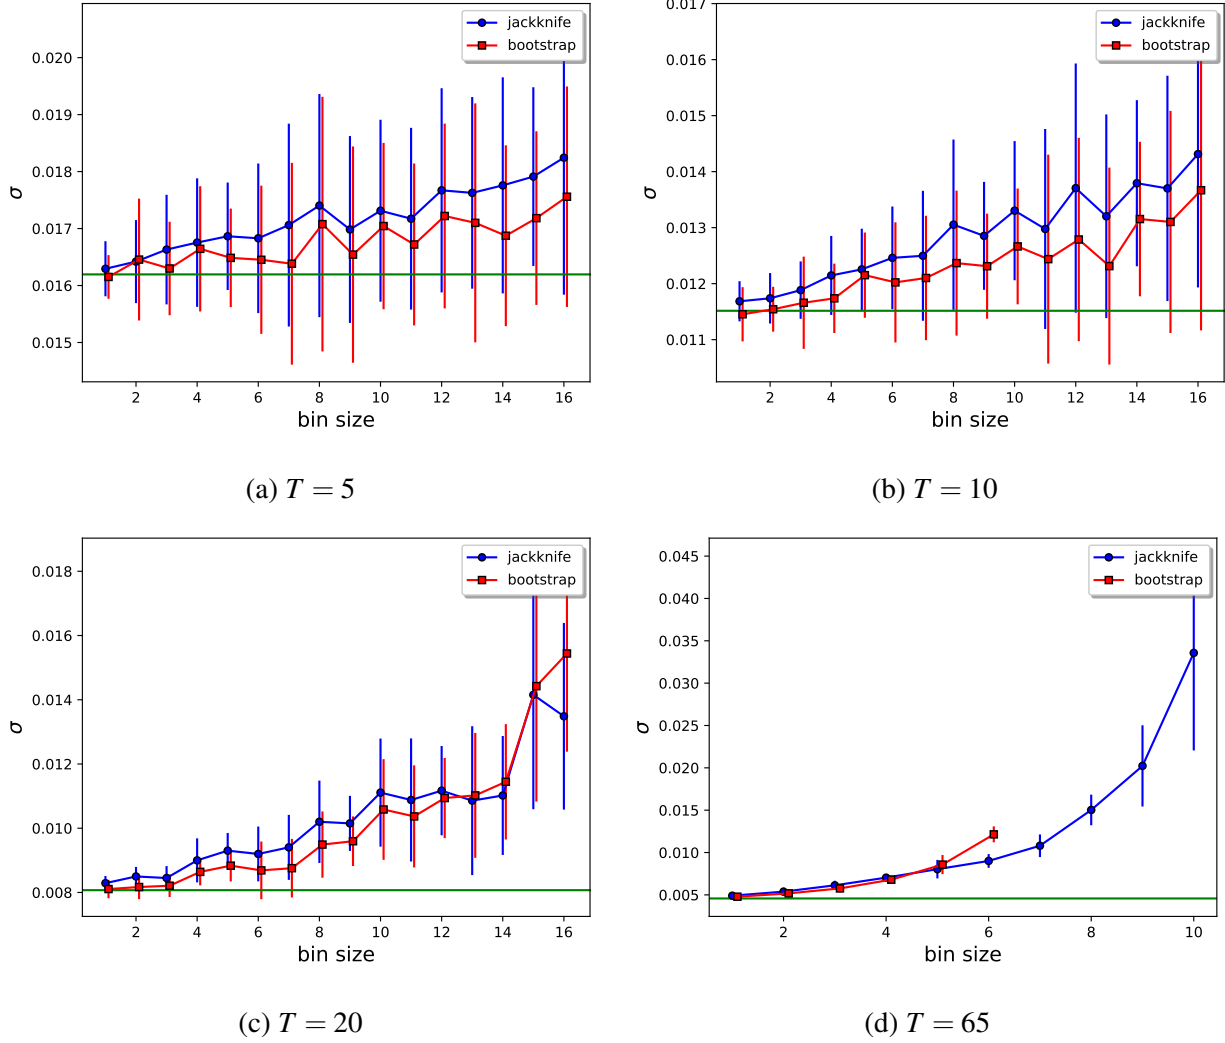 0.020
0.019
0.018
0.017
0.016
0.015
σ
2 4 6 8 10 12 14 16
bin size
jackknife
bootstrap
(a) T = 5
0.017
0.016
0.015
0.014
0.013
0.012
0.011
σ
2 4 6 8 10 12 14 16
bin size
jackknife
bootstrap
(b) T = 10
0.018
0.016
0.014
0.012
0.010
0.008
σ
2 4 6 8 10 12 14 16
bin size
jackknife
bootstrap
(c) T = 20
0.045
0.040
0.035
0.030
0.025
0.020
0.015
0.010
0.005
σ
2 4 6 8 10
bin size
jackknife
bootstrap
(d) T = 65